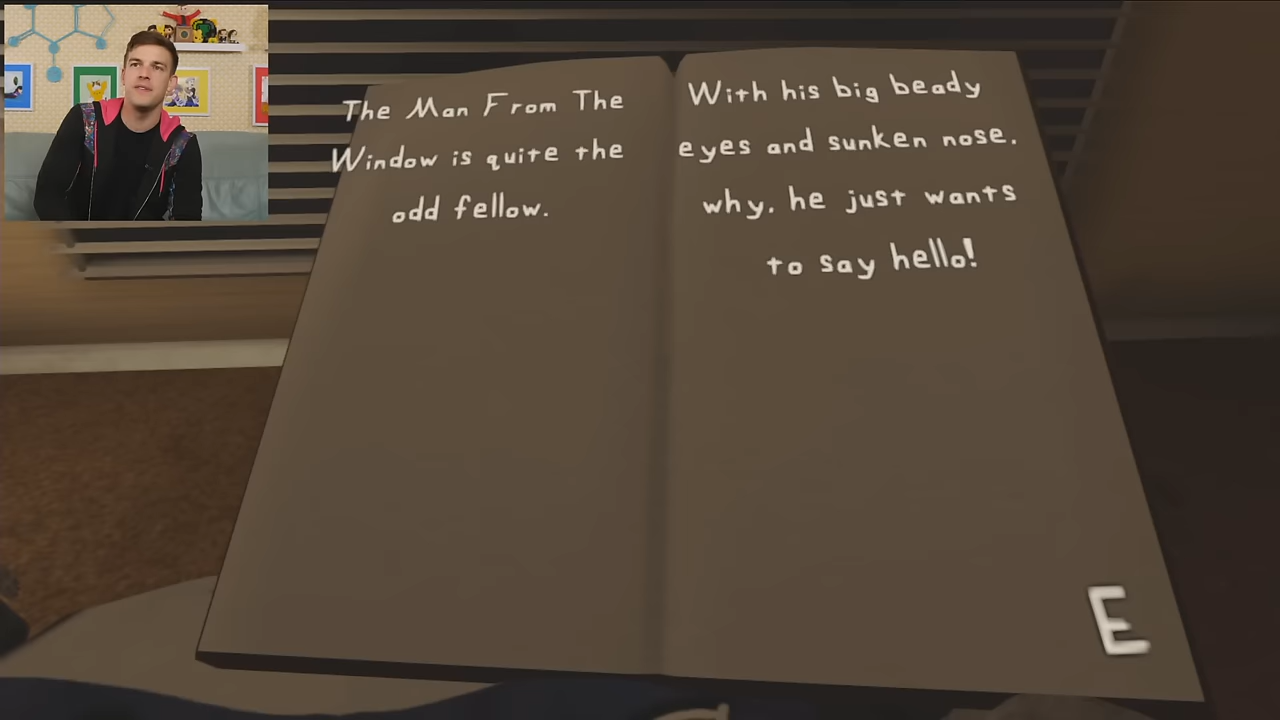 The Man From The
Window is quite the
odd fellow.
With his big beady
eyes and sunken nose.
why, he just wants
to say hello!
E